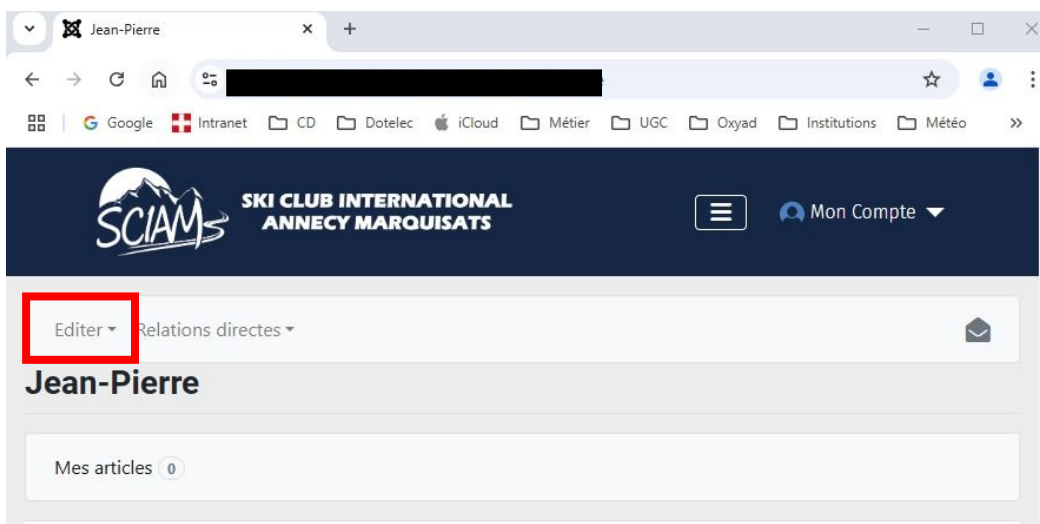 Jean-Pierre
Google Intranet CD Dotelec iCloud Métier UGC Oxyad Institutions Météo »
SCIAMS
SKI CLUB INTERNATIONAL
ANNECY MARQUISATS
Mon Compte
Editer Relations directes
Jean-Pierre
Mes articles 0